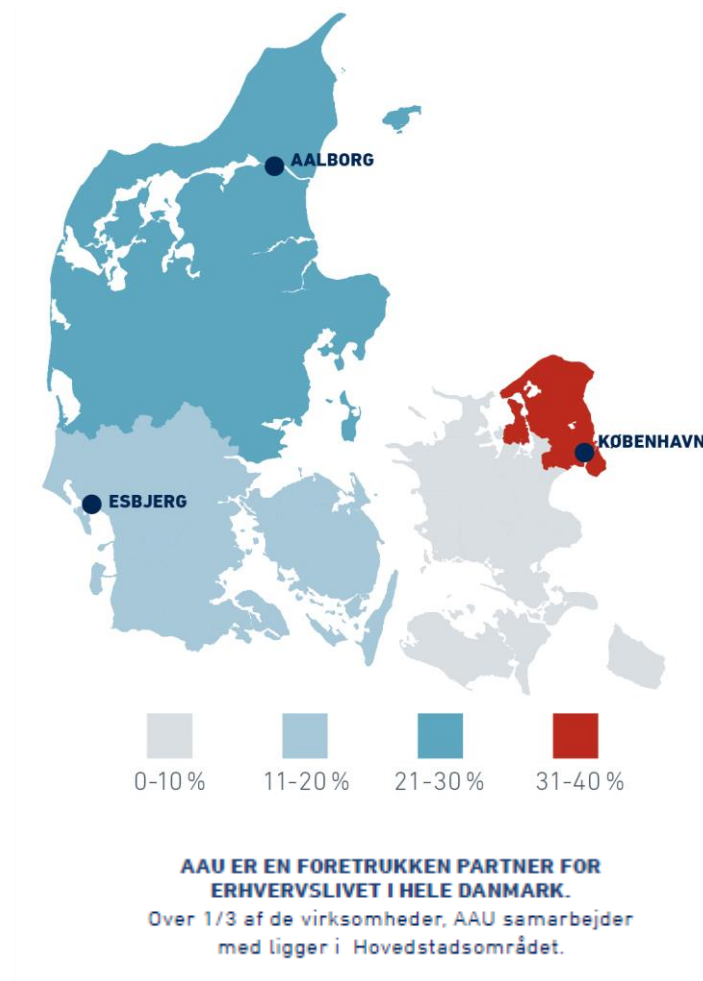 AALBORG
KØBENHAVN
ESBJERG
0-10 %
11-20 %
21-30 %
31-40 %
AAU ER EN FORETRUKKEN PARTNER FOR
ERHVERVSLIVET I HELE DANMARK.
Over 1/3 af de virksomheder, AAU samarbejder
med ligger i Hovedstadsområdet.